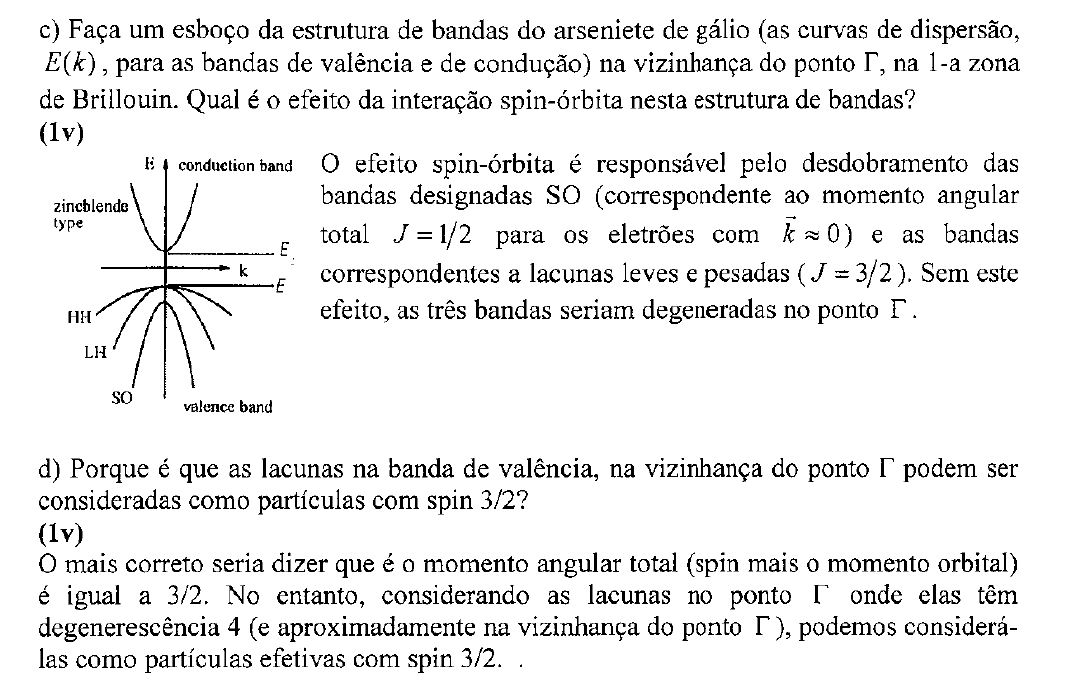 c) Faça um esboço da estrutura de bandas do arseniete de gálio (as curvas de dispersão,
E(k), para as bandas de valência e de condução) na vizinhança do ponto Γ, na 1-a zona
de Brillouin. Qual é o efeito da interação spin-órbita nesta estrutura de bandas?
(1v)
E conduction band
zincblende
type
E
k
E
HH
LH
SO
valence band
O efeito spin-órbita é responsável pelo desdobramento das
bandas designadas SO (correspondente ao momento angular
total J = 1/2 para os eletrões com k⃗ ≈ 0) e as bandas
correspondentes a lacunas leves e pesadas (J = 3/2). Sem este
efeito, as três bandas seriam degeneradas no ponto Γ.
d) Porque é que as lacunas na banda de valência, na vizinhança do ponto Γ podem ser
consideradas como partículas com spin 3/2?
(1v)
O mais correto seria dizer que é o momento angular total (spin mais o momento orbital)
é igual a 3/2. No entanto, considerando as lacunas no ponto Γ onde elas têm
degenerescência 4 (e aproximadamente na vizinhança do ponto Γ), podemos considerá-
las como partículas efetivas com spin 3/2. .